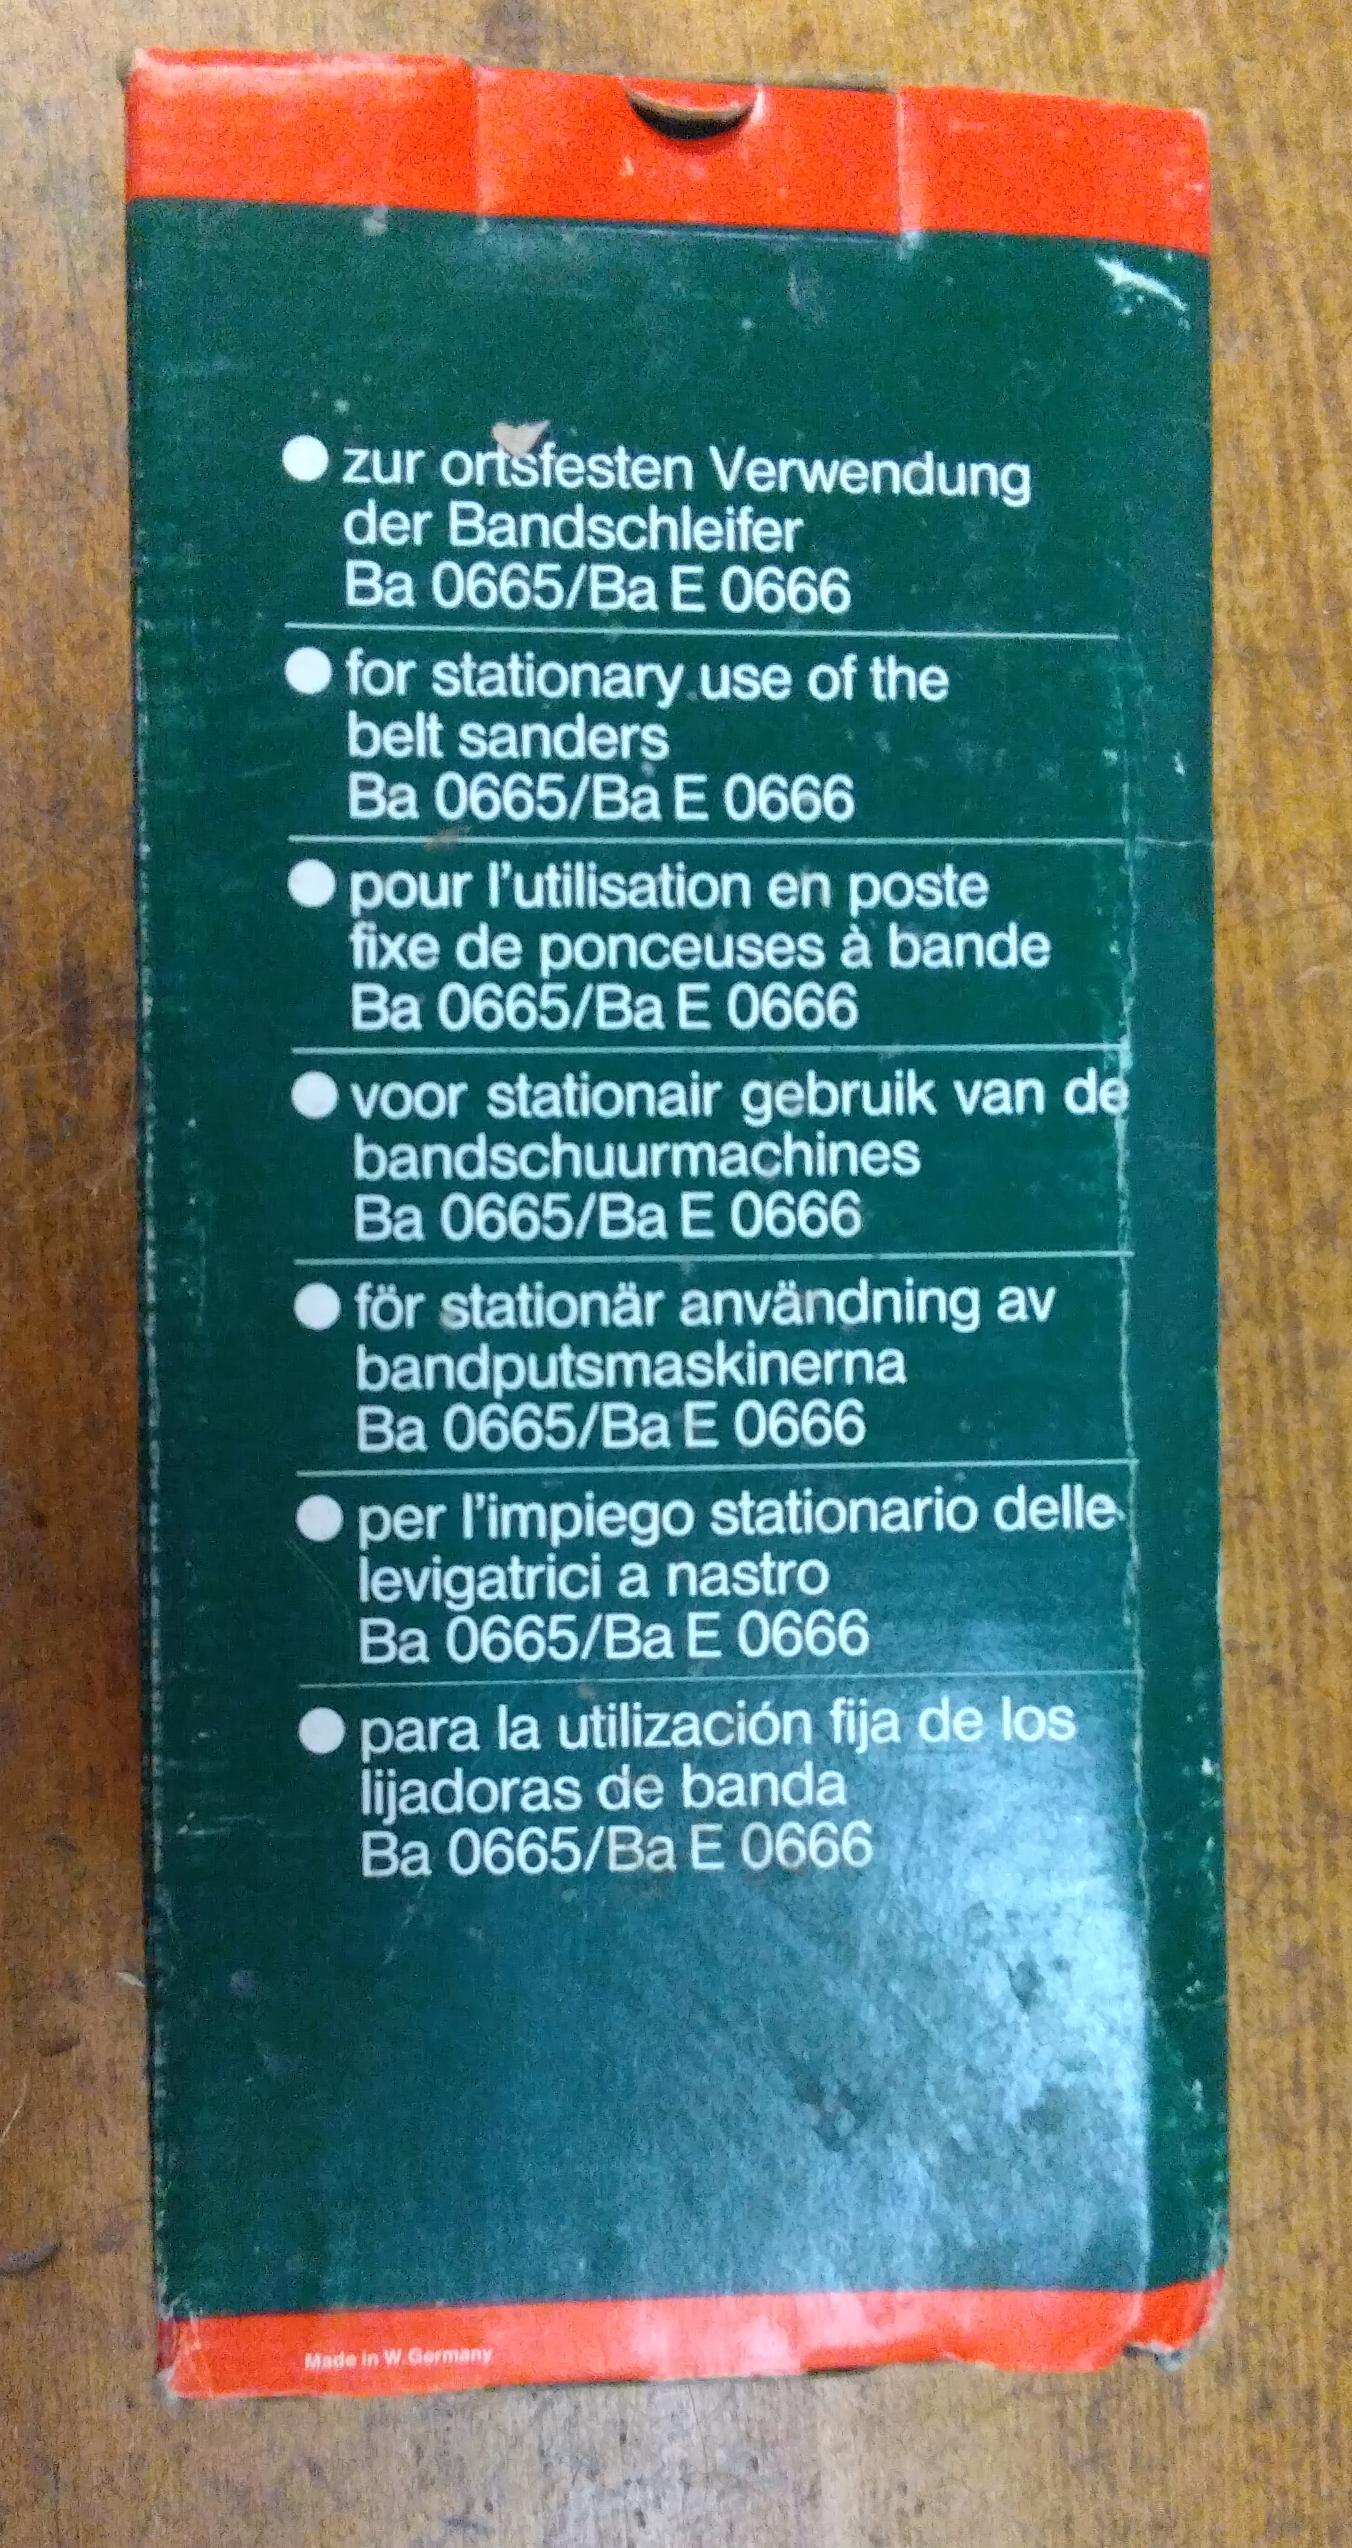 ● zur ortsfesten Verwendung
der Bandschleifer
Ba 0665/Ba E 0666
● for stationary use of the
belt sanders
Ba 0665/Ba E 0666
● pour l'utilisation en poste
fixe de ponceuses à bande
Ba 0665/Ba E 0666
● voor stationair gebruik van de
bandschuurmachines
Ba 0665/Ba E 0666
● för stationär användning av
bandputsmaskinerna
Ba 0665/Ba E 0666
● per l'impiego stationario delle
levigatrici a nastro
Ba 0665/Ba E 0666
● para la utilización fija de los
lijadoras de banda
Ba 0665/Ba E 0666
Made in W. Germany